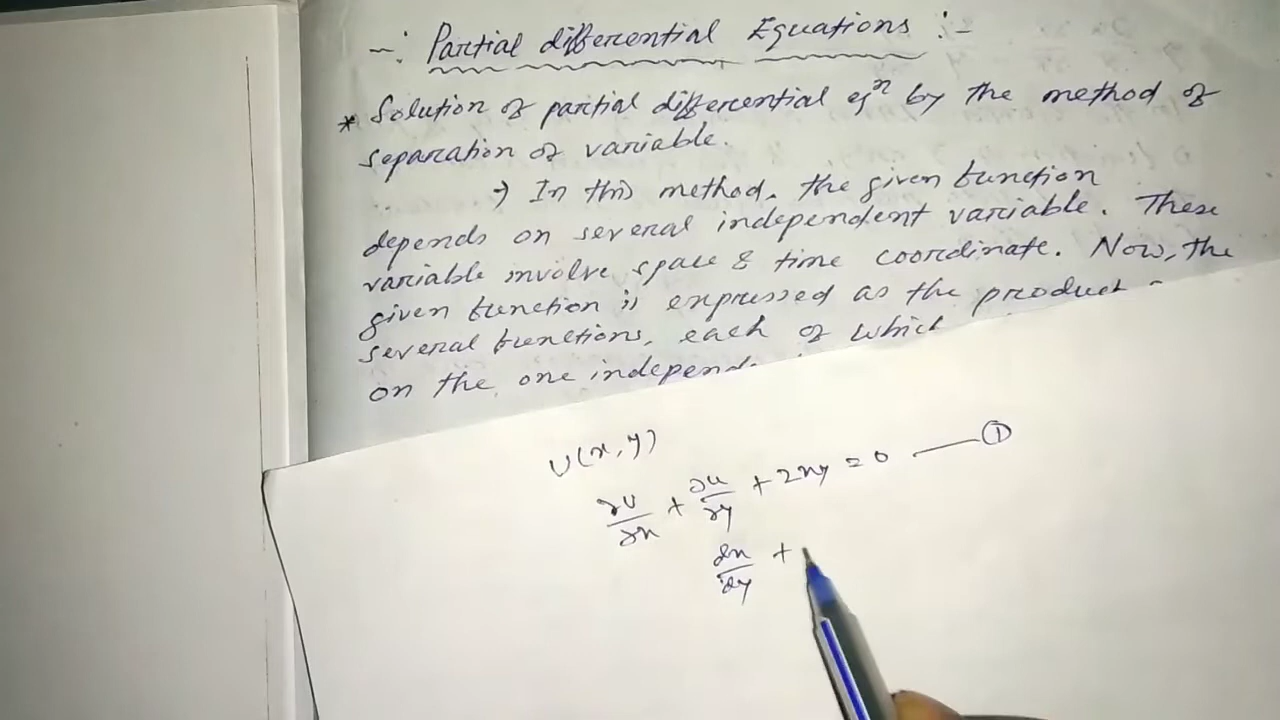 -: Partial differential Equations :-
* Solution of partial differential eqⁿ by the method of
separation of variable.
→ In this method, the given function
depends on several independent variable. These
variable involve space & time coordinate. Now, the
given function is expressed as the product
several functions, each of which
on the one independ
U(x, y)
∂U/∂x + ∂u/∂y + 2xy = 0 —— ①
dx/dy +